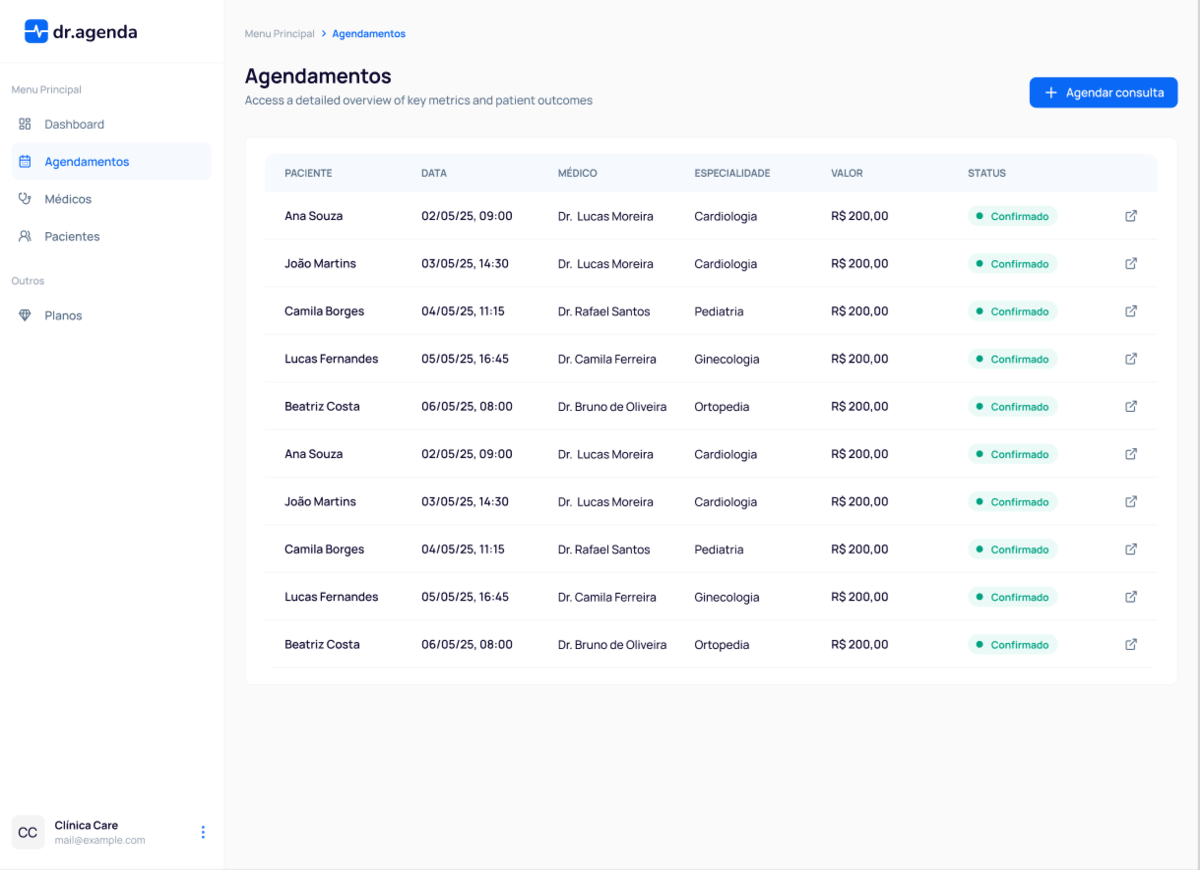 dr.agenda
Menu Principal
Dashboard
Agendamentos
Médicos
Pacientes
Outros
Planos
CC
Clínica Care
mail@example.com
Menu Principal > Agendamentos
Agendamentos
Access a detailed overview of key metrics and patient outcomes
+ Agendar consulta
PACIENTE DATA MÉDICO ESPECIALIDADE VALOR STATUS
Ana Souza 02/05/25, 09:00 Dr. Lucas Moreira Cardiologia R$ 200,00 Confirmado
João Martins 03/05/25, 14:30 Dr. Lucas Moreira Cardiologia R$ 200,00 Confirmado
Camila Borges 04/05/25, 11:15 Dr. Rafael Santos Pediatria R$ 200,00 Confirmado
Lucas Fernandes 05/05/25, 16:45 Dr. Camila Ferreira Ginecologia R$ 200,00 Confirmado
Beatriz Costa 06/05/25, 08:00 Dr. Bruno de Oliveira Ortopedia R$ 200,00 Confirmado
Ana Souza 02/05/25, 09:00 Dr. Lucas Moreira Cardiologia R$ 200,00 Confirmado
João Martins 03/05/25, 14:30 Dr. Lucas Moreira Cardiologia R$ 200,00 Confirmado
Camila Borges 04/05/25, 11:15 Dr. Rafael Santos Pediatria R$ 200,00 Confirmado
Lucas Fernandes 05/05/25, 16:45 Dr. Camila Ferreira Ginecologia R$ 200,00 Confirmado
Beatriz Costa 06/05/25, 08:00 Dr. Bruno de Oliveira Ortopedia R$ 200,00 Confirmado